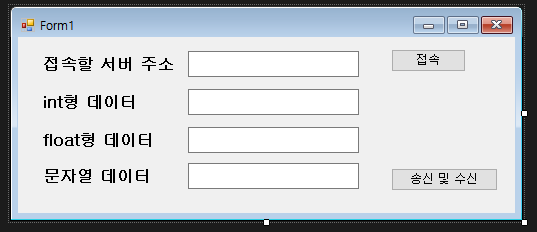 Form1
접속할 서버 주소
접속
int형 데이터
float형 데이터
문자열 데이터
송신 및 수신